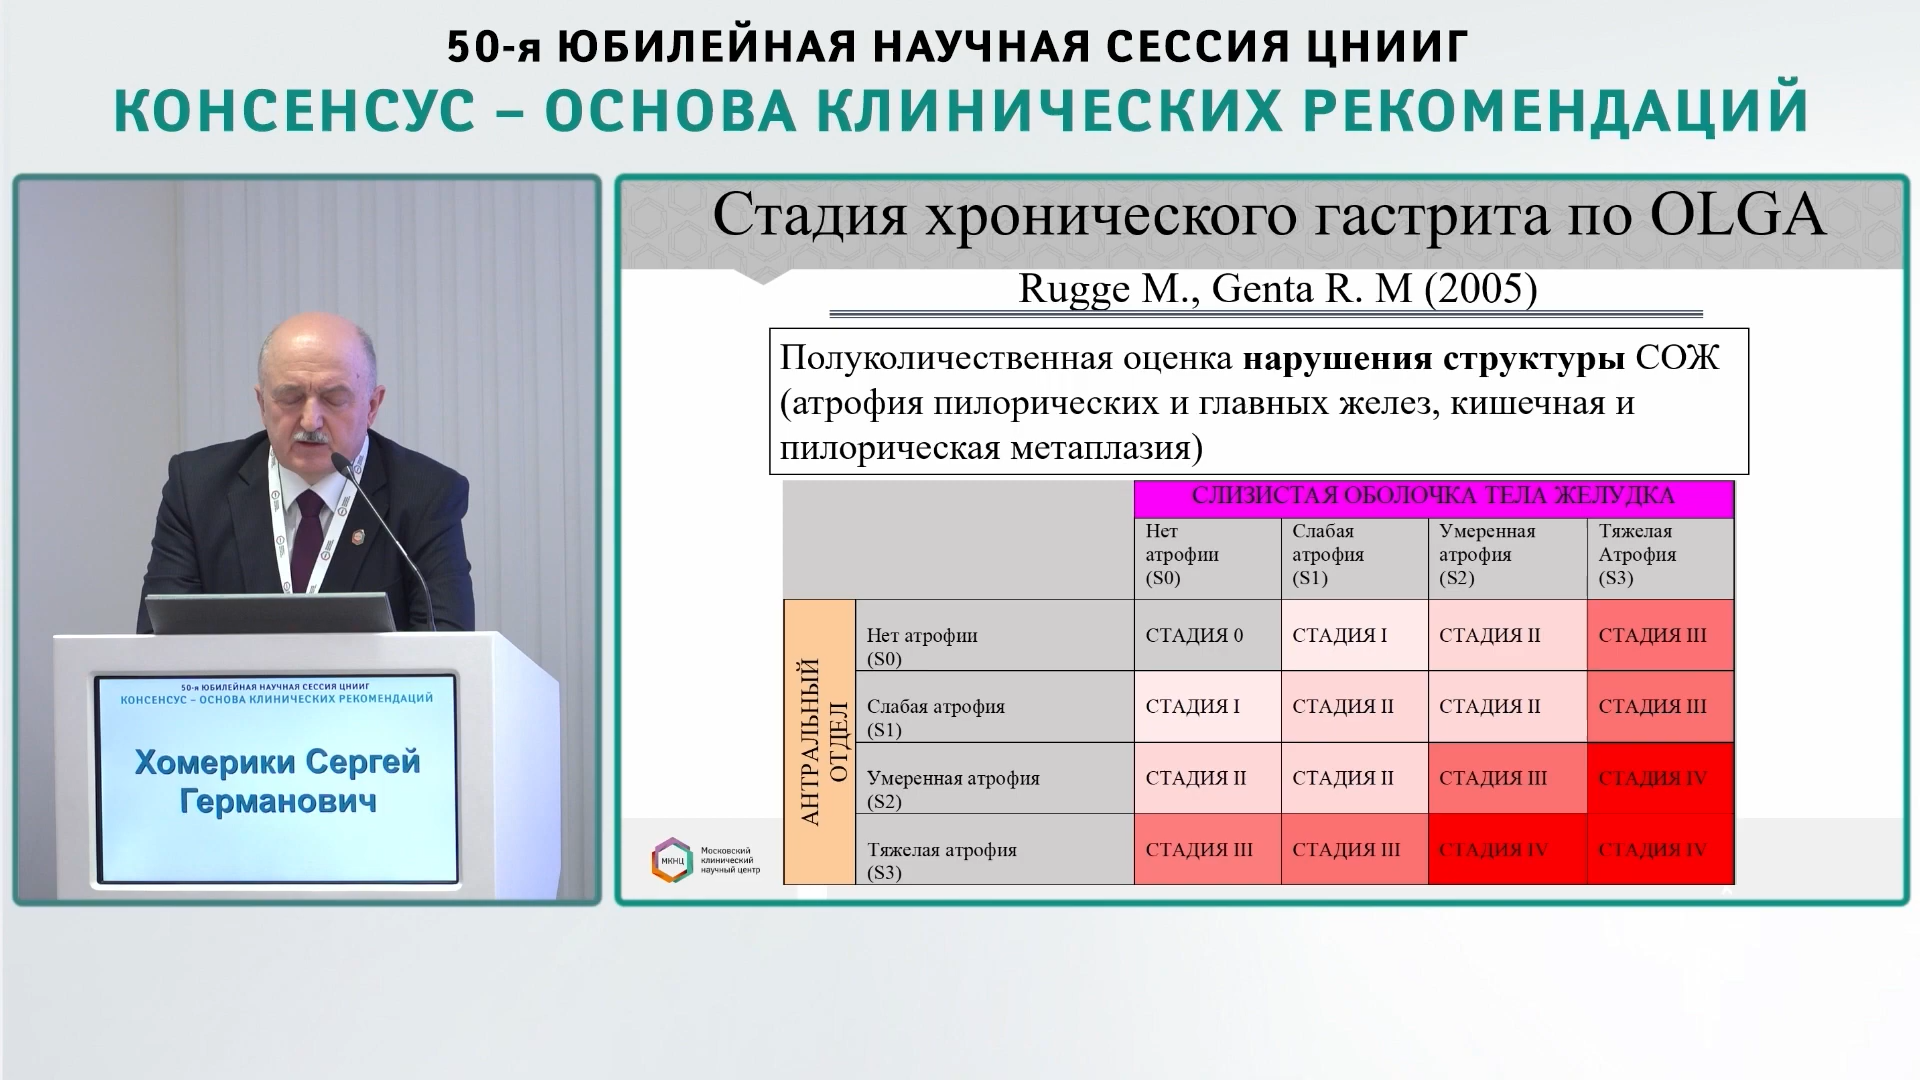 50-я ЮБИЛЕЙНАЯ НАУЧНАЯ СЕССИЯ ЦНИИГ
КОНСЕНСУС – ОСНОВА КЛИНИЧЕСКИХ РЕКОМЕНДАЦИЙ
50-я ЮБИЛЕЙНАЯ НАУЧНАЯ СЕССИЯ ЦНИИГ
КОНСЕНСУС – ОСНОВА КЛИНИЧЕСКИХ РЕКОМЕНДАЦИЙ
Хомерики Сергей
Германович
Стадия хронического гастрита по OLGA
Rugge M., Genta R. M (2005)
Полуколичественная оценка нарушения структуры СОЖ
(атрофия пилорических и главных желез, кишечная и
пилорическая метаплазия)
СЛИЗИСТАЯ ОБОЛОЧКА ТЕЛА ЖЕЛУДКА
Нет
атрофии
(S0)
Слабая
атрофия
(S1)
Умеренная
атрофия
(S2)
Тяжелая
Атрофия
(S3)
АНТРАЛЬНЫЙ
ОТДЕЛ
Нет атрофии
(S0)
СТАДИЯ 0
СТАДИЯ I
СТАДИЯ II
СТАДИЯ III
Слабая атрофия
(S1)
СТАДИЯ I
СТАДИЯ II
СТАДИЯ II
СТАДИЯ III
Умеренная атрофия
(S2)
СТАДИЯ II
СТАДИЯ II
СТАДИЯ III
СТАДИЯ IV
Тяжелая атрофия
(S3)
СТАДИЯ III
СТАДИЯ III
СТАДИЯ IV
СТАДИЯ IV
МКНЦ
Московский
клинический
научный центр